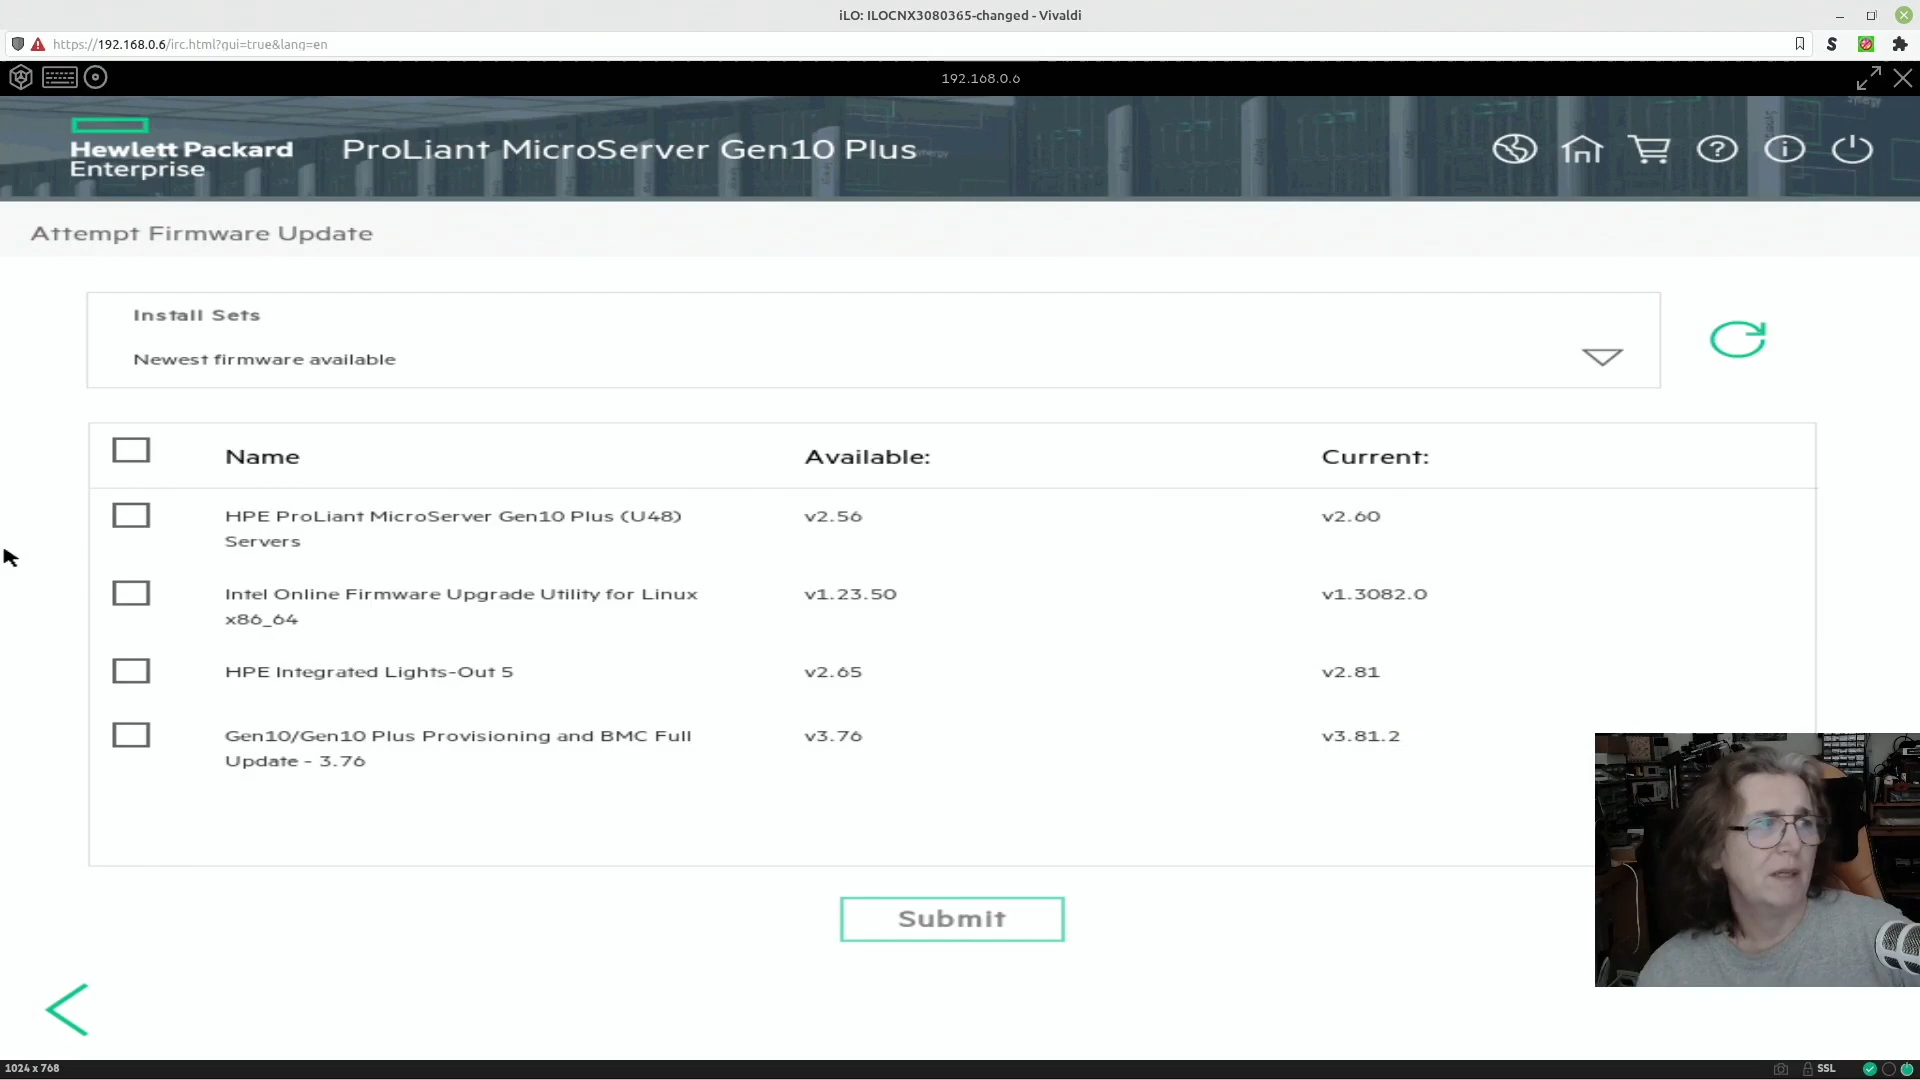 iLO: ILOCNX3080365-changed - Vivaldi
https://192.168.0.6/irc.html?gui=true&lang=en
192.168.0.6
Hewlett Packard
Enterprise
ProLiant MicroServer Gen10 Plus
Attempt Firmware Update
Install Sets
Newest firmware available
Name Available: Current:
HPE ProLiant MicroServer Gen10 Plus (U48) v2.56 v2.60
Servers
Intel Online Firmware Upgrade Utility for Linux v1.23.50 v1.3082.0
x86_64
HPE Integrated Lights-Out 5 v2.65 v2.81
Gen10/Gen10 Plus Provisioning and BMC Full v3.76 v3.81.2
Update - 3.76
Submit
1024 x 768 SSL